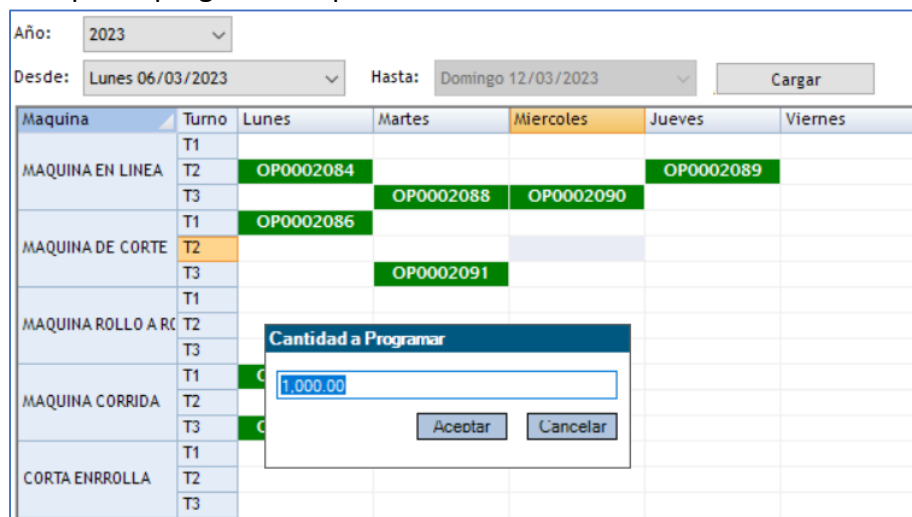 Año: 2023
Desde: Lunes 06/03/2023 Hasta: Domingo 12/03/2023 Cargar
Maquina Turno Lunes Martes Miercoles Jueves Viernes
T1
MAQUINA EN LINEA T2 OP0002084 OP0002089
T3 OP0002088 OP0002090
T1 OP0002086
MAQUINA DE CORTE T2
T3 OP0002091
T1
MAQUINA ROLLO A T2
T3
Cantidad a Programar
T1
1,000.00
MAQUINA CORRIDA T2
T3
Aceptar Cancelar
T1
CORTA ENRROLLA T2
T3